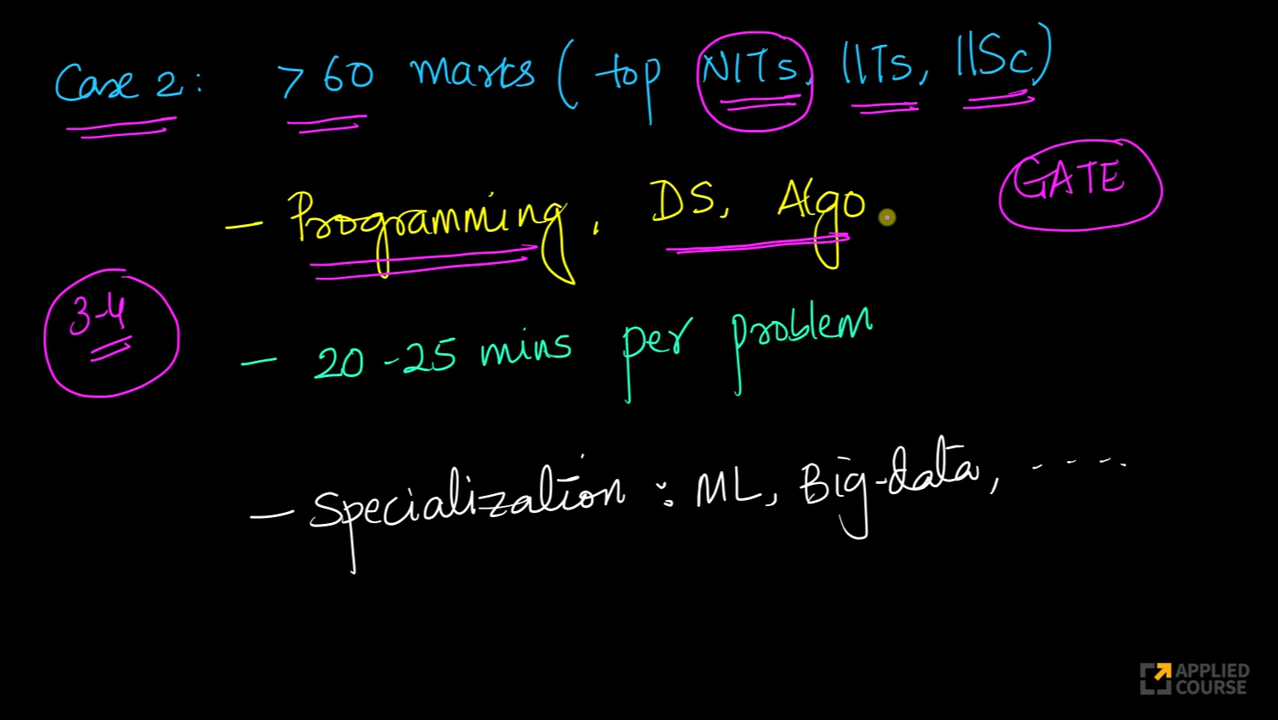 Case 2: > 60 marks ( top NITs, IITs, IISc)
GATE
- Programming, DS, Algo
3-4
- 20-25 mins per problem
- Specialization: ML, Big-data, ....
APPLIED
COURSE